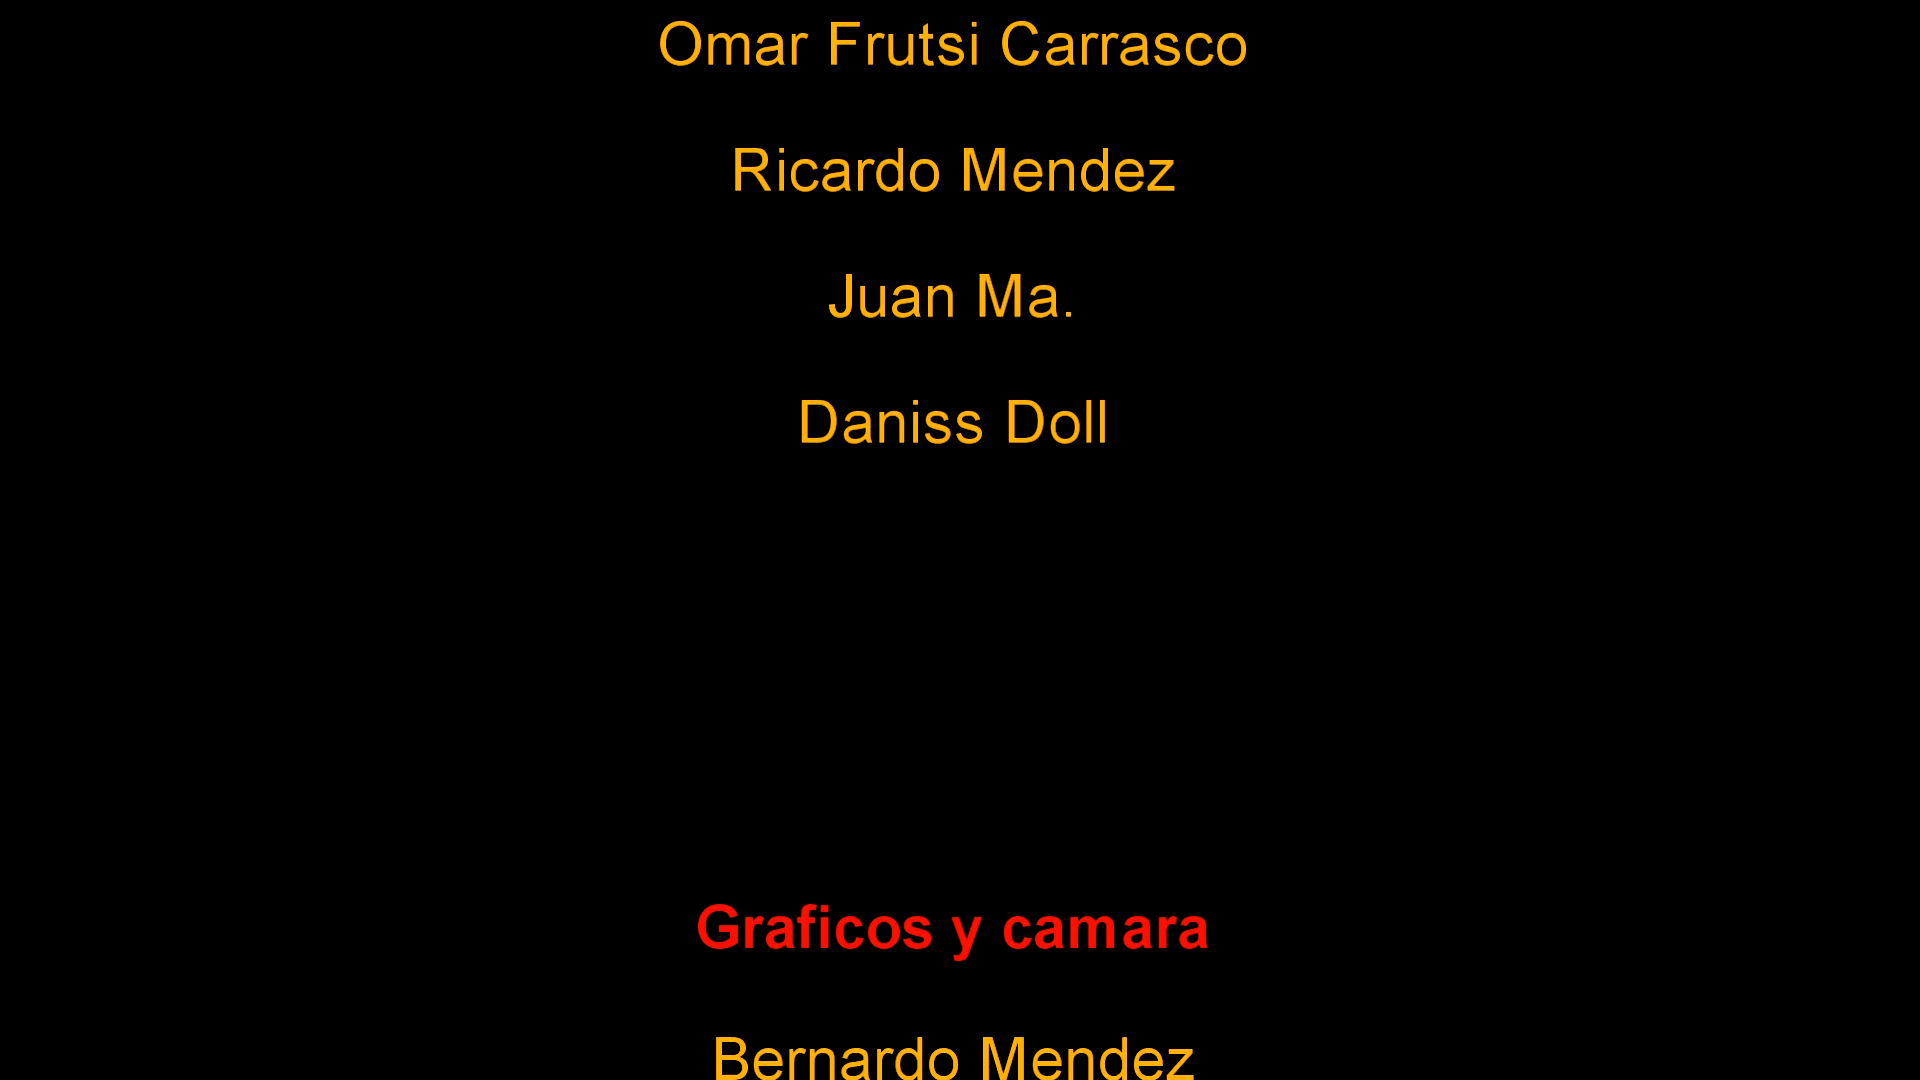 Omar Frutsi Carrasco
Ricardo Mendez
Juan Ma.
Daniss Doll
Graficos y camara
Bernardo Mendez